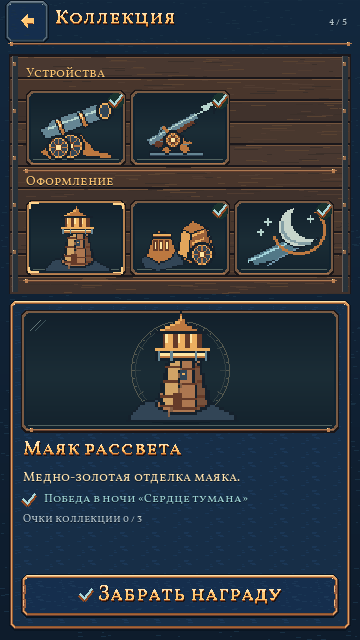 Коллекция
4 / 5
Устройства
Оформление
Маяк рассвета
Медно-золотая отделка маяка.
Победа в ночи «Сердце тумана»
Очки коллекции 0 / 3
Забрать награду